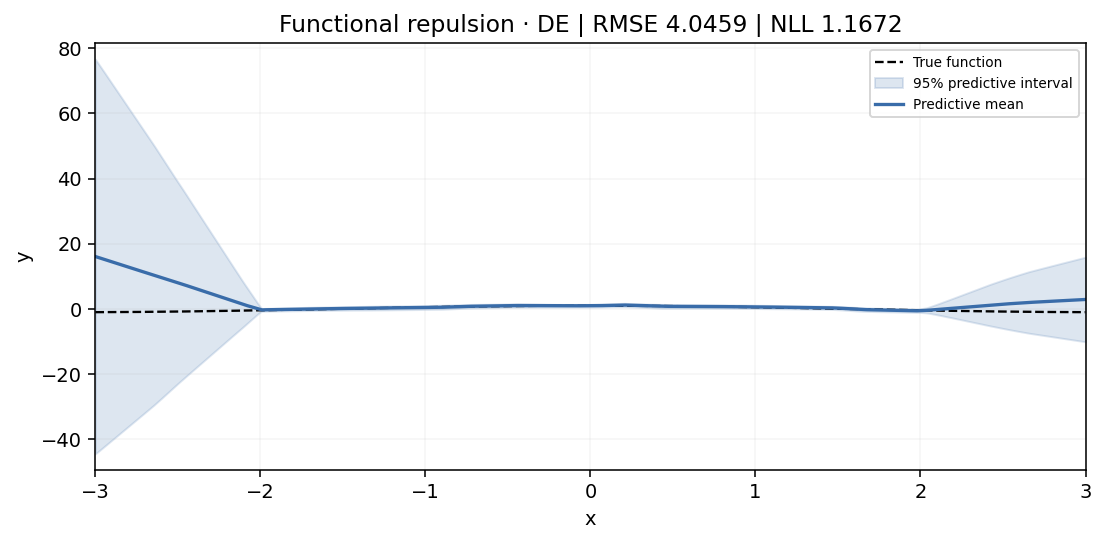 Functional repulsion · DE | RMSE 4.0459 | NLL 1.1672
True function
95% predictive interval
Predictive mean
80
60
40
20
0
−20
−40
y
−3
−2
−1
0
1
2
3
x